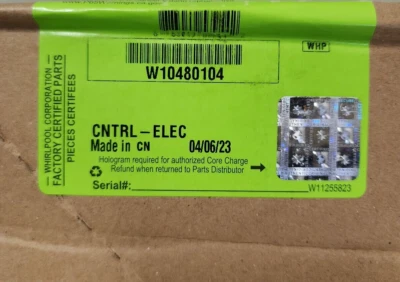 WHP
W10480104
— WHIRLPOOL CORPORATION —
FACTORY CERTIFIED PARTS
PIECES CERTIFIEES
CNTRL-ELEC
Made in CN 04/06/23
Hologram required for authorized Core Charge
Refund when returned to Parts Distributor
Serial#:
W11255823